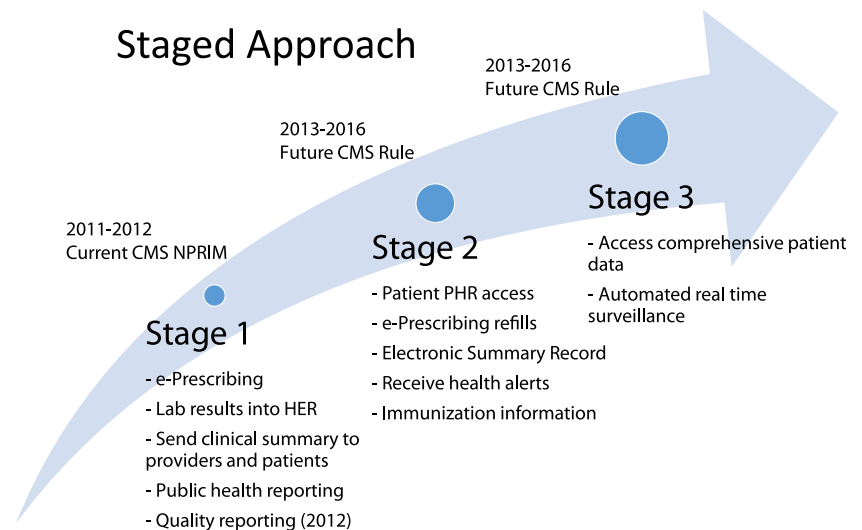 Staged Approach
2011-2012
Current CMS NPRIM
Stage 1
- e-Prescribing
- Lab results into HER
- Send clinical summary to
providers and patients
- Public health reporting
- Quality reporting (2012)
2013-2016
Future CMS Rule
Stage 2
- Patient PHR access
- e-Prescribing refills
- Electronic Summary Record
- Receive health alerts
- Immunization information
2013-2016
Future CMS Rule
Stage 3
- Access comprehensive patient
data
- Automated real time
surveillance